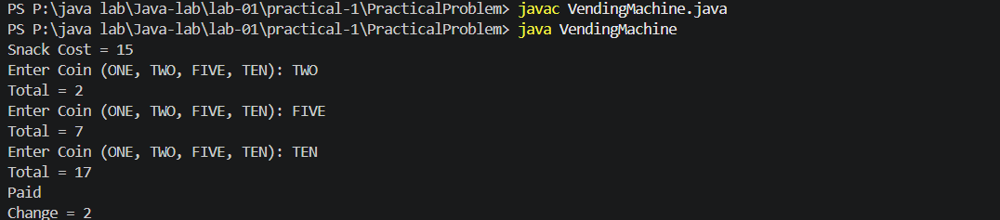 PS P:\java lab\Java-lab\lab-01\practical-1\PracticalProblem> javac VendingMachine.java
PS P:\java lab\Java-lab\lab-01\practical-1\PracticalProblem> java VendingMachine
Snack Cost = 15
Enter Coin (ONE, TWO, FIVE, TEN): TWO
Total = 2
Enter Coin (ONE, TWO, FIVE, TEN): FIVE
Total = 7
Enter Coin (ONE, TWO, FIVE, TEN): TEN
Total = 17
Paid
Change = 2